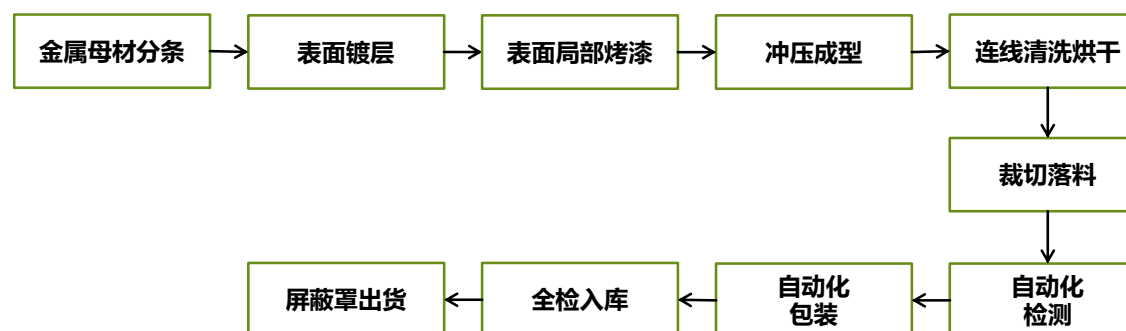 金属母材分条
表面镀层
表面局部烤漆
冲压成型
连线清洗烘干
裁切落料
自动化
检测
自动化
包装
全检入库
屏蔽罩出货